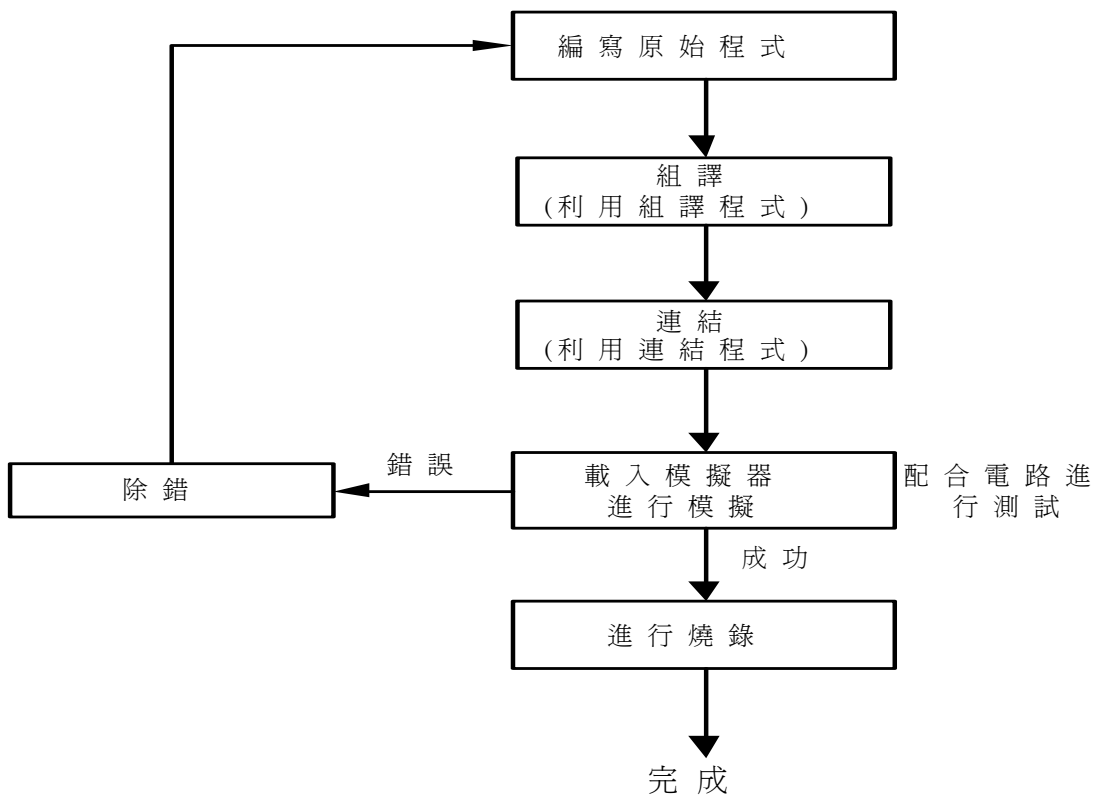 編寫原始程式
組譯
(利用組譯程式)
連結
(利用連結程式)
錯誤
除錯
載入模擬器
進行模擬
配合電路進
行測試
成功
進行燒錄
完成